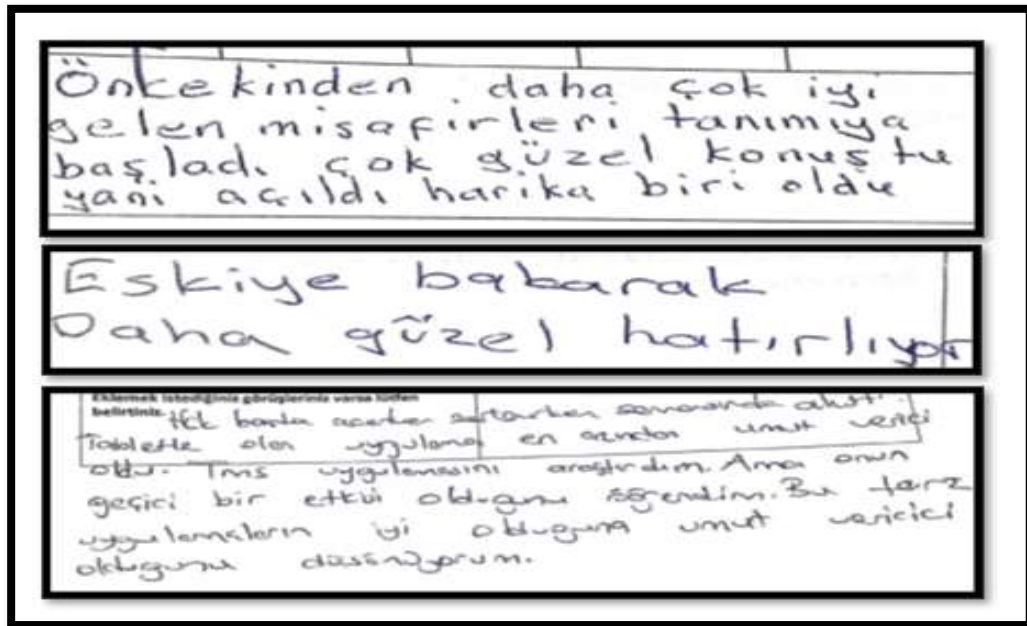 Önkekinden daha çok iyi
gelen misafirleri tanımıya
başladı çok güzel konuştu
yani açıldı harika biri oldu
Eskiye bakarak
Daha güzel hatırlıyor
Eklemek istediğiniz görüşleriniz varsa lütfen
belirtiniz.
Tablette olan uygulama en azından umut verici
oldu. Tms uygulamasını araştırdım. Ama onun
geçici bir etkisi olduğunu öğrendim. Bu tarz
uygulamaların iyi olduğuna umut vericici
olduğunu düşünüyorum.